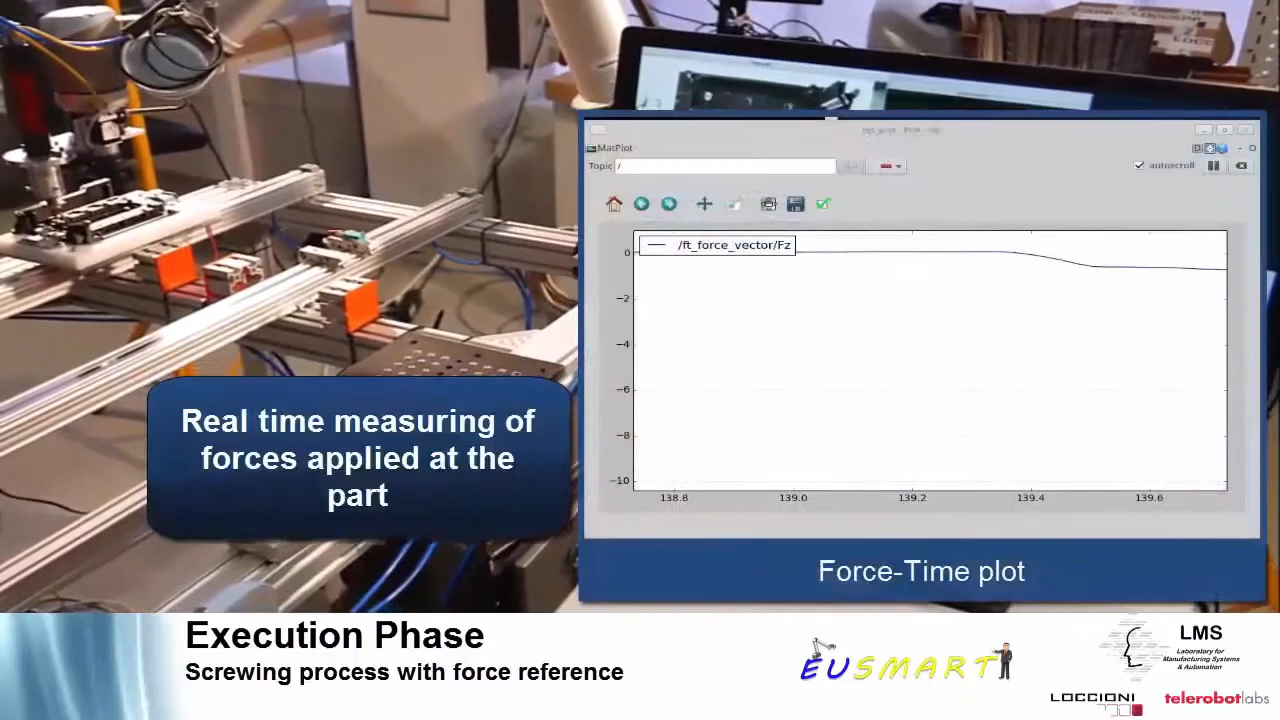 MatPlot
Topic /
autoscroll
/ft_force_vector/Fz
0
−2
−4
−6
−8
−10
138.8 139.0 139.2 139.4 139.6
Force-Time plot
Real time measuring of
forces applied at the
part
Execution Phase
Screwing process with force reference
EUSMART
LMS
Laboratory for
Manufacturing Systems
& Automation
LOCCIONI
telerobotlabs